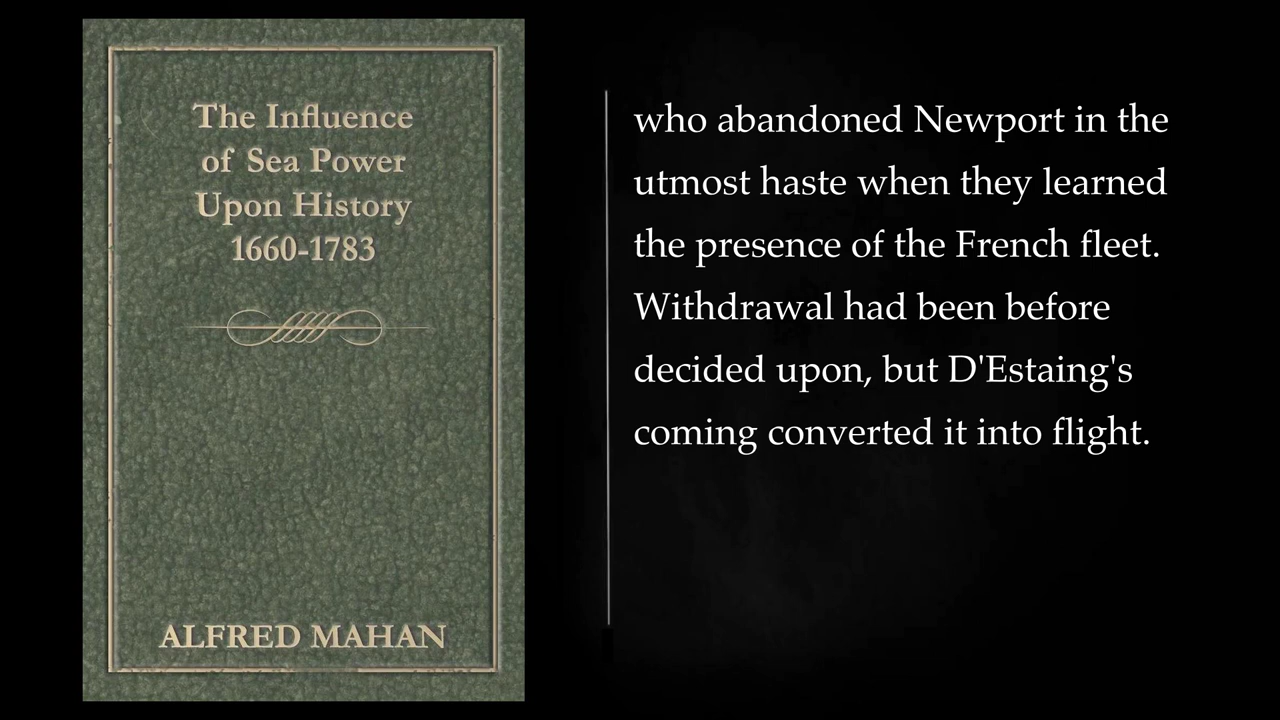 The Influence
of Sea Power
Upon History
1660-1783
ALFRED MAHAN
who abandoned Newport in the
utmost haste when they learned
the presence of the French fleet.
Withdrawal had been before
decided upon, but D'Estaing's
coming converted it into flight.